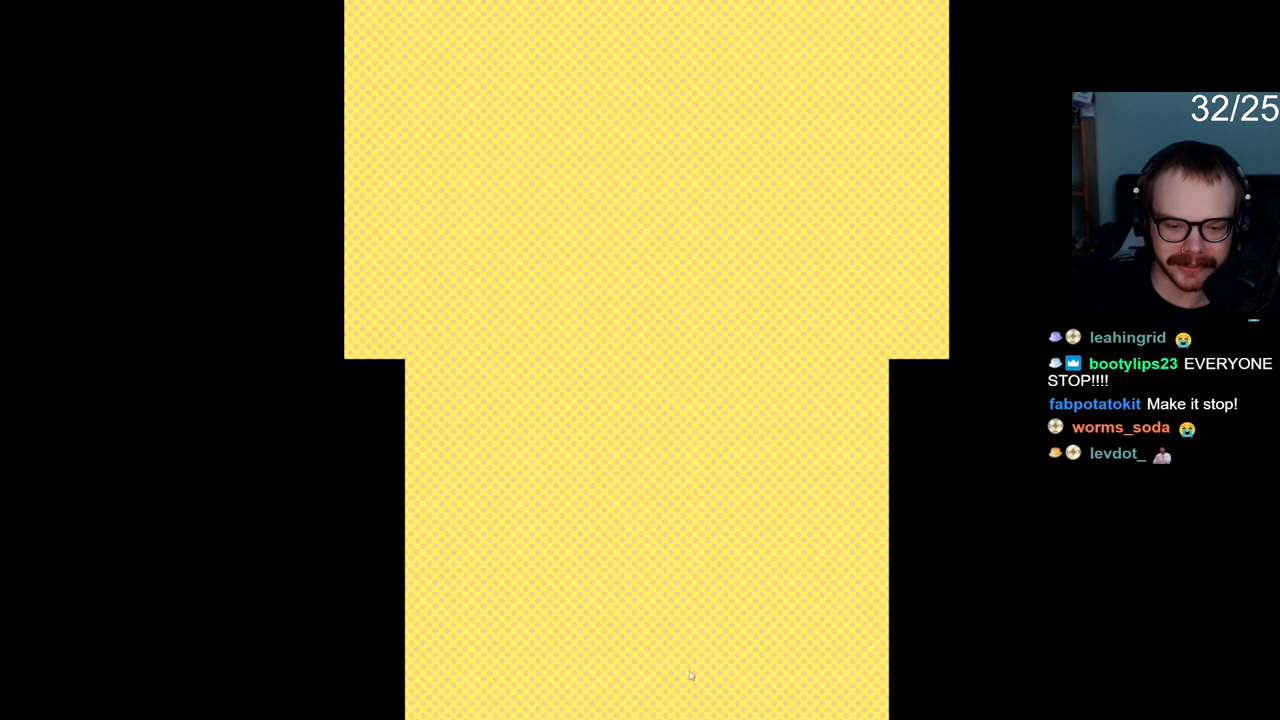 32/25
leahingrid
bootylips23 EVERYONE
STOP!!!!
fabpotatokit Make it stop!
worms_soda
levdot_